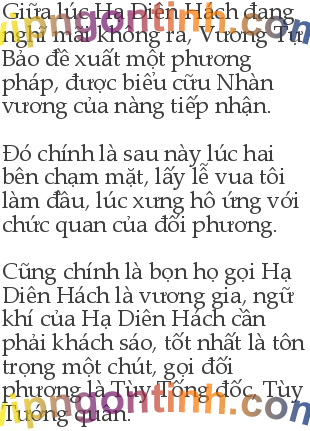 Giữa lúc Hạ Diên Hách đang
nghĩ mãi không ra, Vương Tự
Bảo đề xuất một phương
pháp, được biểu cữu Nhàn
vương của nàng tiếp nhận.
Đó chính là sau này lúc hai
bên chạm mặt, lấy lễ vua tôi
làm đầu, lúc xưng hô ứng với
chức quan của đối phương.
Cũng chính là bọn họ gọi Hạ
Diên Hách là vương gia, ngữ
khí của Hạ Diên Hách cần
phải khách sáo, tốt nhất là tôn
trọng một chút, gọi đối
phương là Tùy Tổng đốc, Tùy
Tướng quân.
vipngontinh.com
vipngontinh.com